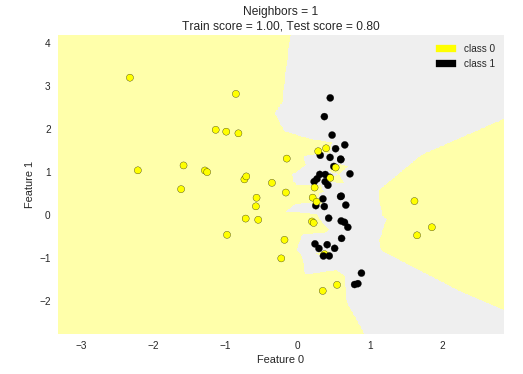 Neighbors = 1
Train score = 1.00, Test score = 0.80
class 0
class 1
4
3
2
1
0
−1
−2
Feature 1
−3
−2
−1
0
1
2
Feature 0